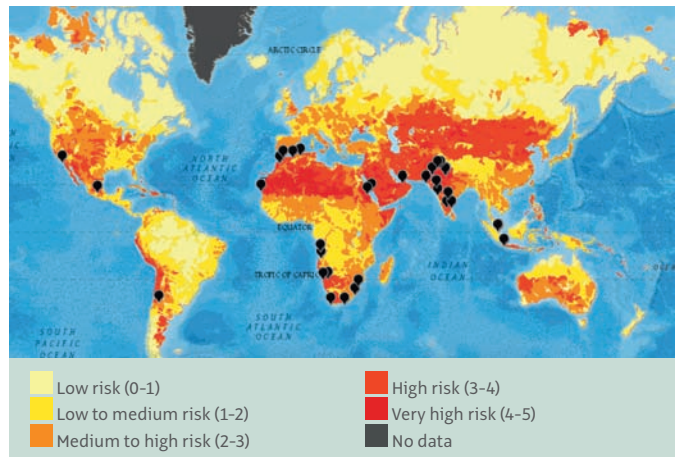 ARCTIC CIRCLE
NORTH
ATLANTIC
OCEAN
EQUATOR
TROPIC OF CAPRIC
INDIAN
OCEAN
SOUTH
ATLANTIC
OCEAN
SOUTH
PACIFIC
OCEAN
Low risk (0-1)
Low to medium risk (1-2)
Medium to high risk (2-3)
High risk (3-4)
Very high risk (4-5)
No data